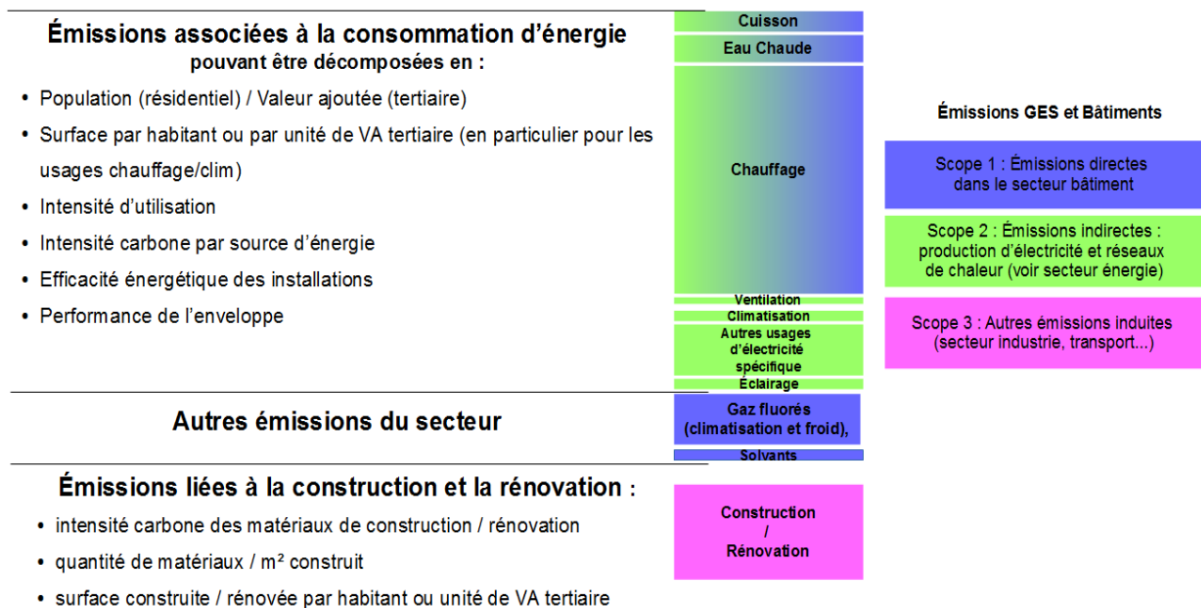 Émissions associées à la consommation d’énergie
pouvant être décomposées en :
• Population (résidentiel) / Valeur ajoutée (tertiaire)
• Surface par habitant ou par unité de VA tertiaire (en particulier pour les
usages chauffage/clim)
• Intensité d’utilisation
• Intensité carbone par source d’énergie
• Efficacité énergétique des installations
• Performance de l’enveloppe
Autres émissions du secteur
Émissions liées à la construction et la rénovation :
• intensité carbone des matériaux de construction / rénovation
• quantité de matériaux / m² construit
• surface construite / rénovée par habitant ou unité de VA tertiaire
Cuisson
Eau Chaude
Chauffage
Ventilation
Climatisation
Autres usages
d’électricité
spécifique
Éclairage
Gaz fluorés
(climatisation et froid),
Solvants
Construction
/
Rénovation
Émissions GES et Bâtiments
Scope 1 : Émissions directes
dans le secteur bâtiment
Scope 2 : Émissions indirectes :
production d’électricité et réseaux
de chaleur (voir secteur énergie)
Scope 3 : Autres émissions induites
(secteur industrie, transport...)